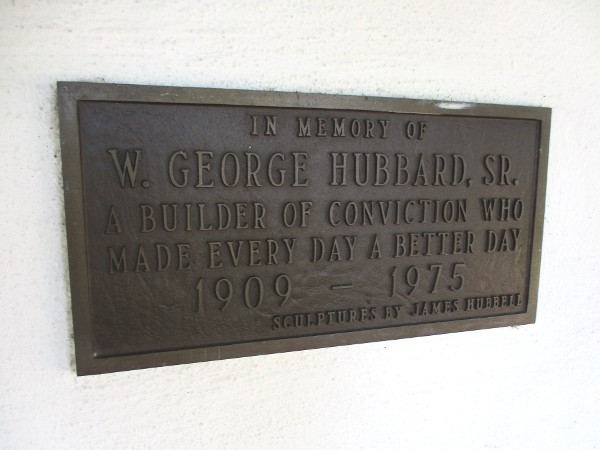 IN MEMORY OF
W. GEORGE HUBBARD, SR.
A BUILDER OF CONVICTION WHO
MADE EVERY DAY A BETTER DAY
1909 – 1975
SCULPTURES BY JAMES HUBBELL